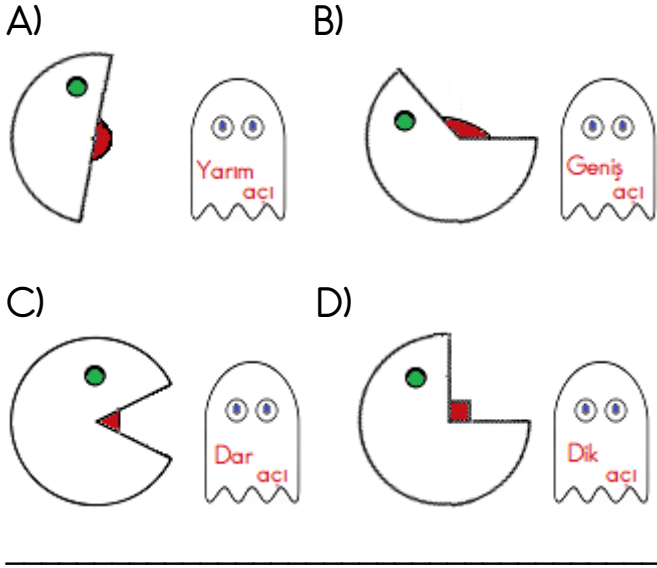 A)
B)
Yarım
açı
Geniş
açı
C)
D)
Dar
açı
Dik
açı